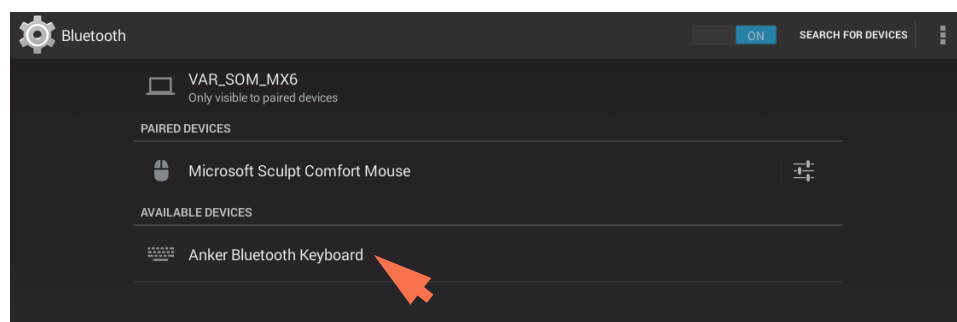 Bluetooth
ON
SEARCH FOR DEVICES
VAR_SOM_MX6
Only visible to paired devices
PAIRED DEVICES
Microsoft Sculpt Comfort Mouse
AVAILABLE DEVICES
Anker Bluetooth Keyboard